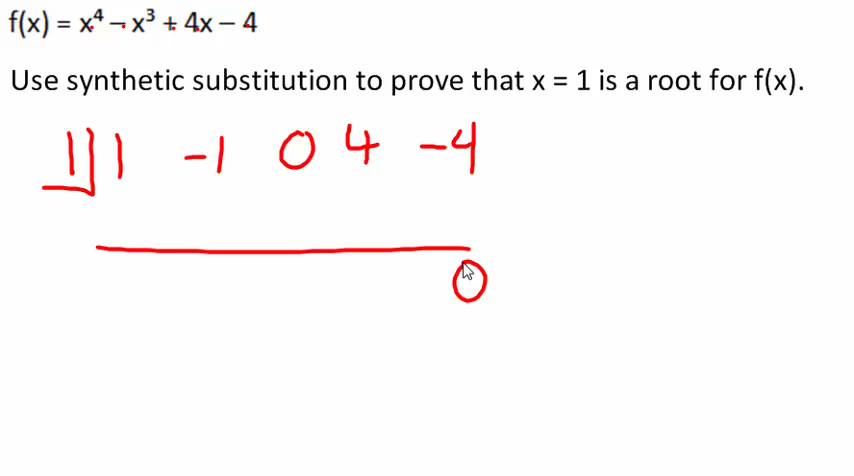 f(x) = x⁴ – x³ + 4x – 4
Use synthetic substitution to prove that x = 1 is a root for f(x).
1 1 -1 0 4 -4
0